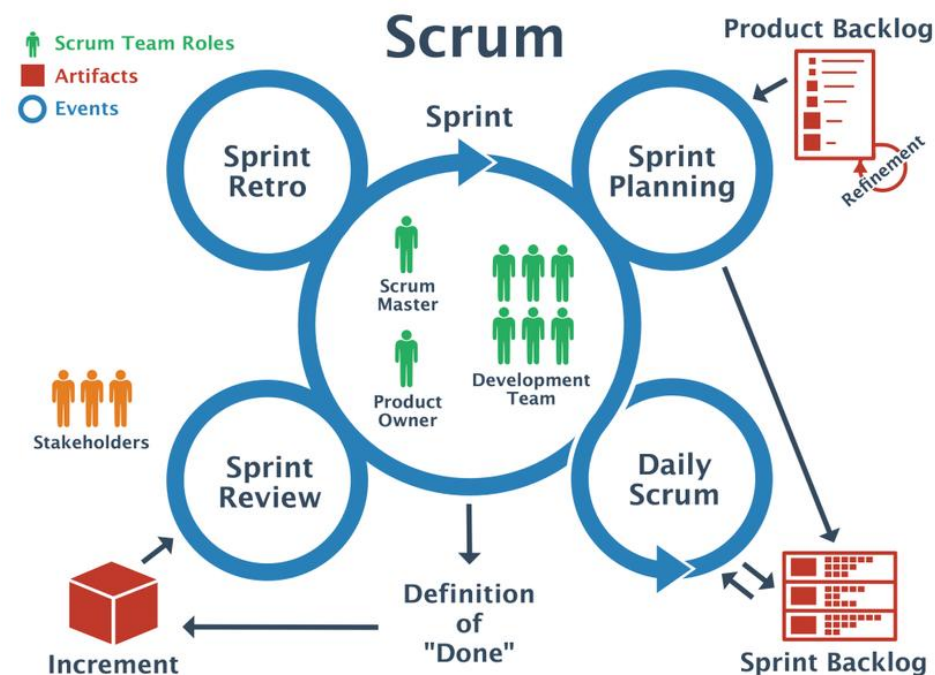 Scrum
Scrum Team Roles
Artifacts
Events
Product Backlog
Refinement
Sprint
Sprint
Retro
Sprint
Planning
Scrum
Master
Product
Owner
Development
Team
Stakeholders
Sprint
Review
Daily
Scrum
Definition
of
"Done"
Increment
Sprint Backlog